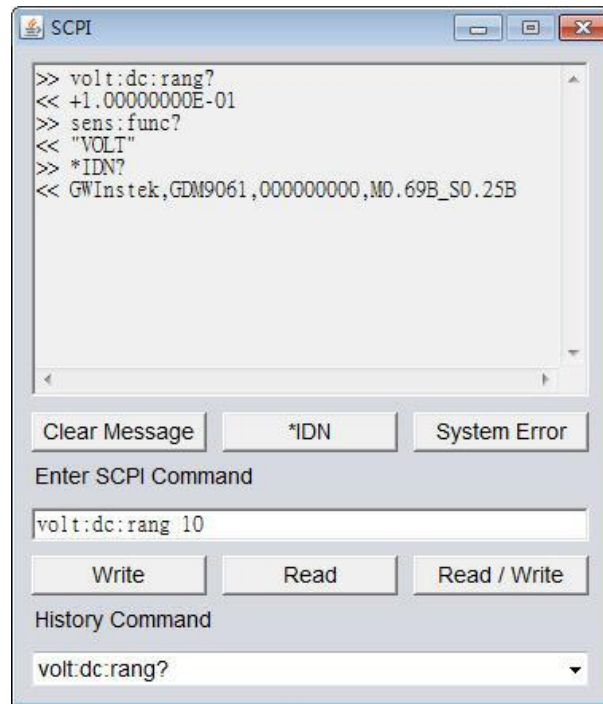 SCPI
>> volt:dc:rang?
<< +1.00000000E-01
>> sens:func?
<< "VOLT"
>> *IDN?
<< GWInstek,GDM9061,000000000,M0.69B_S0.25B
Clear Message *IDN System Error
Enter SCPI Command
volt:dc:rang 10
Write Read Read / Write
History Command
volt:dc:rang?